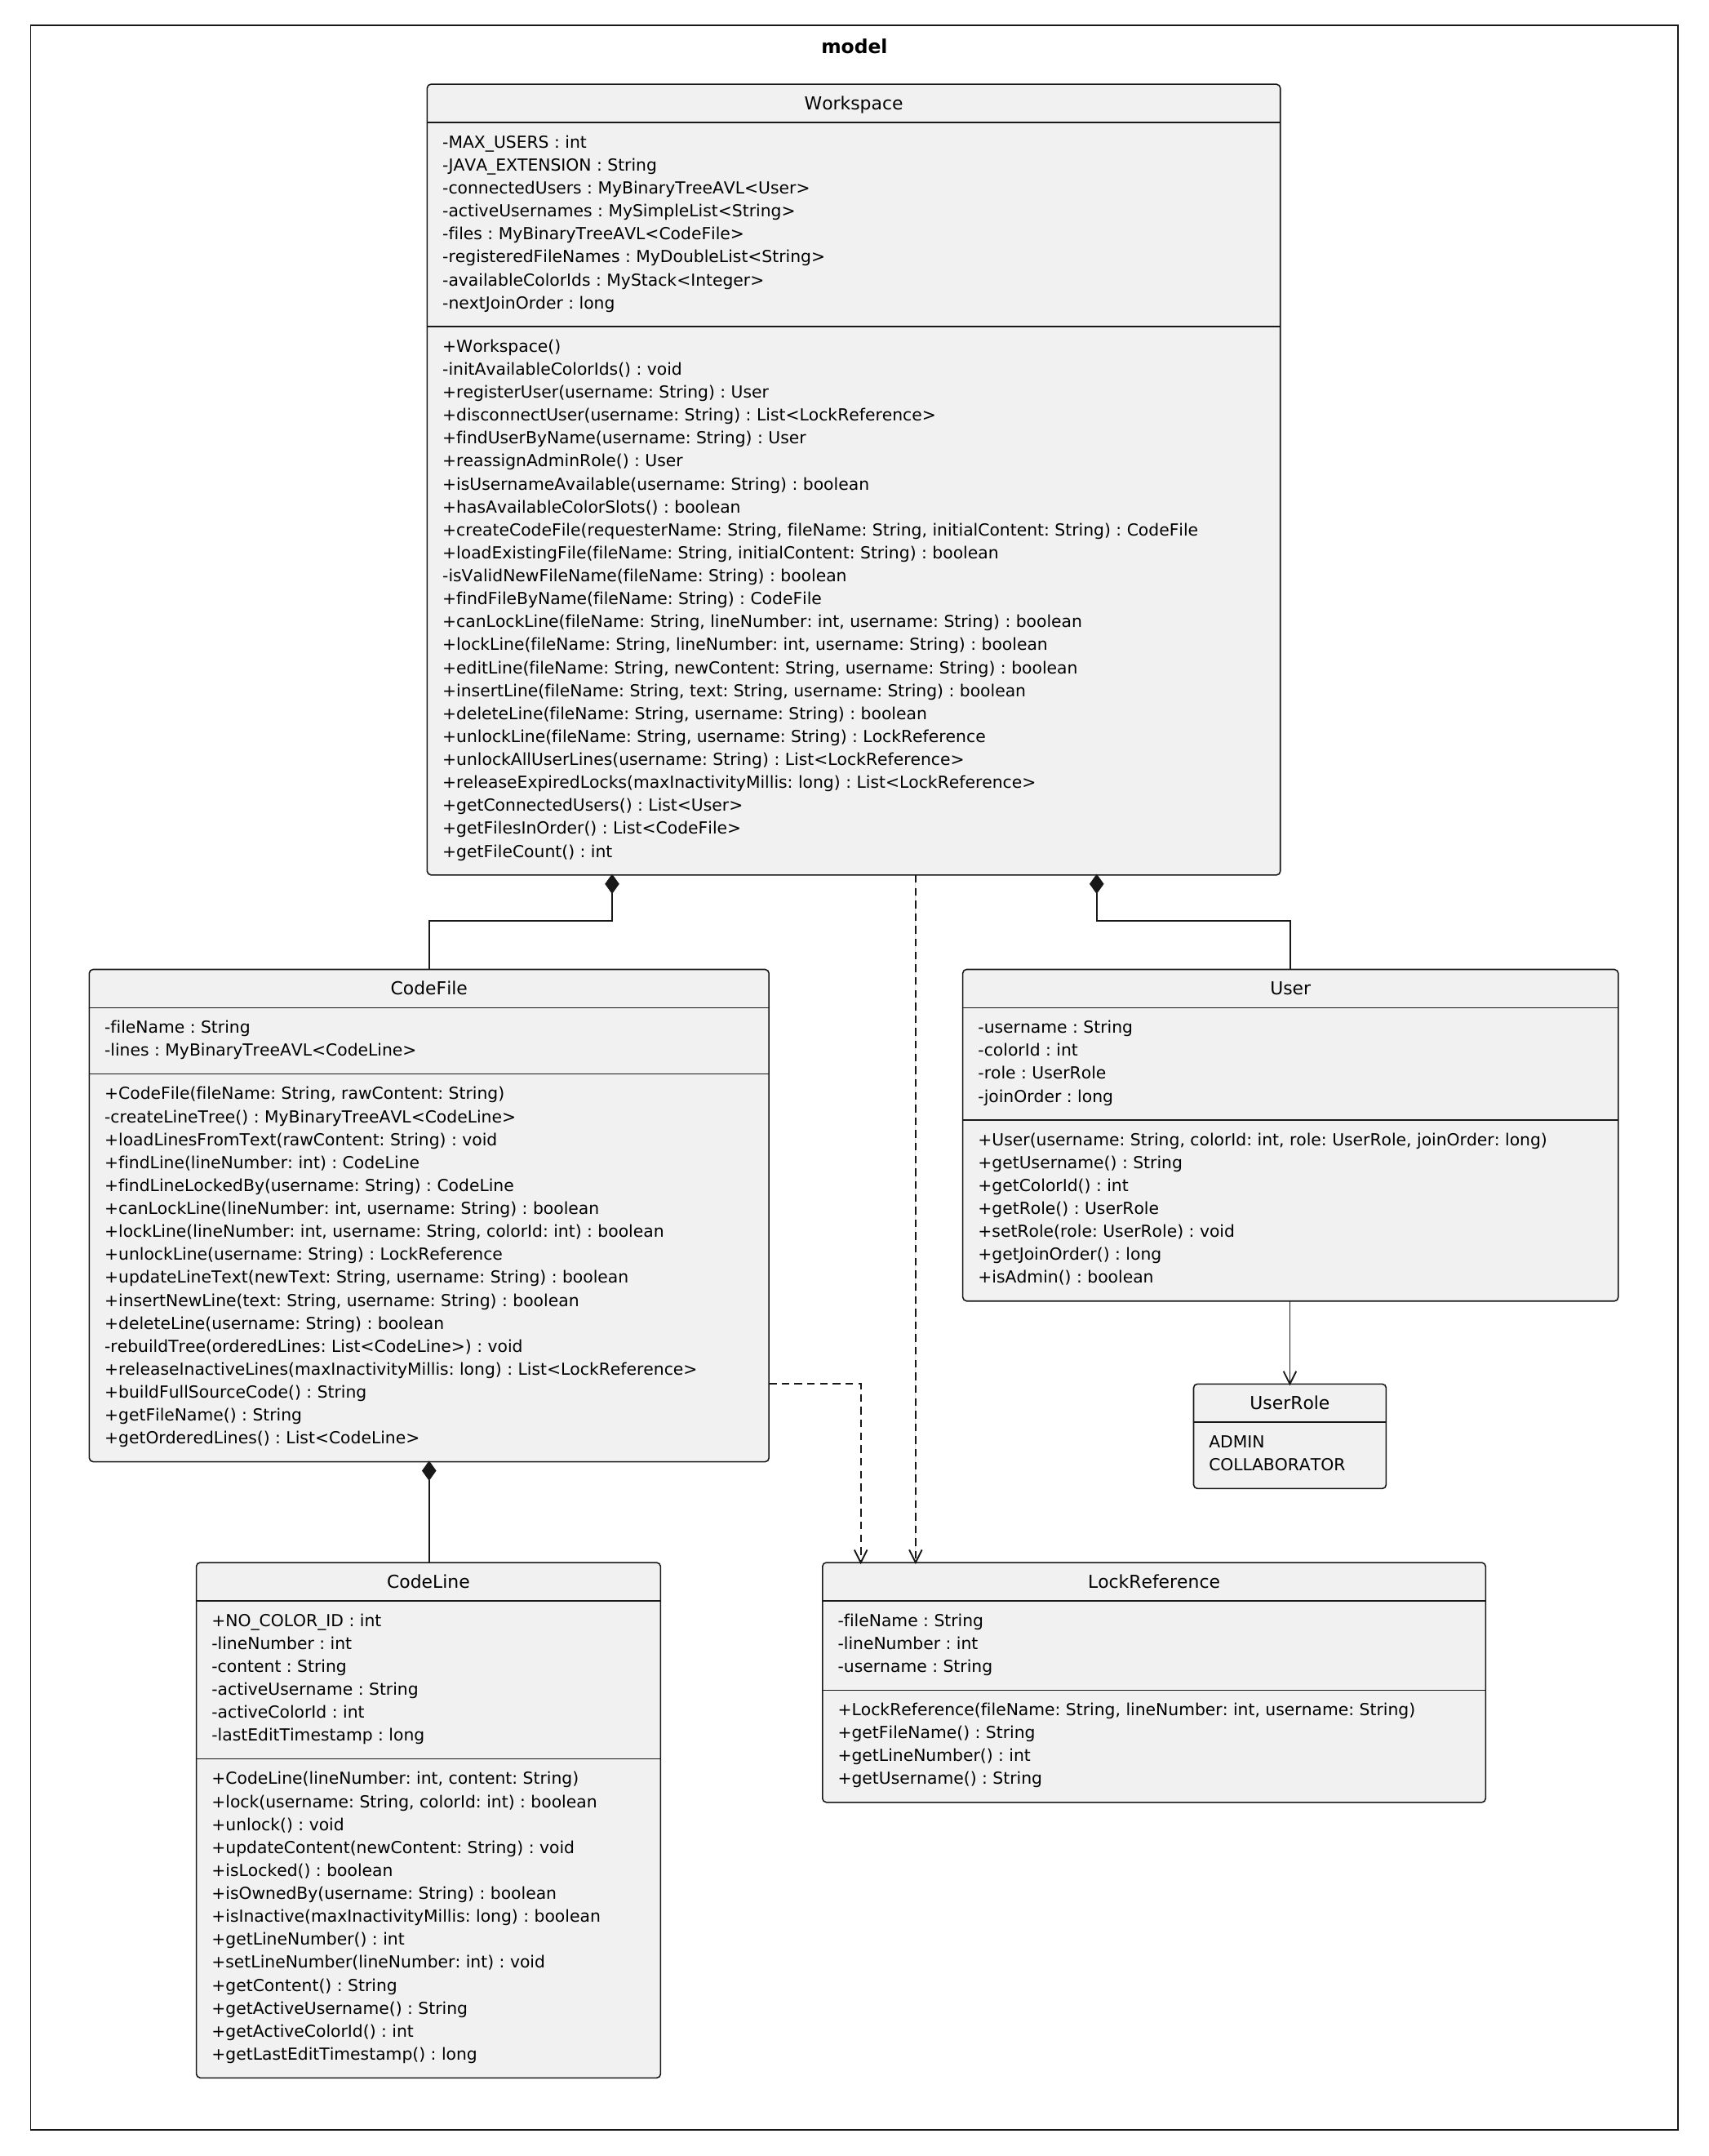 model
Workspace
-MAX_USERS : int
-JAVA_EXTENSION : String
-connectedUsers : MyBinaryTreeAVL<User>
-activeUsernames : MySimpleList<String>
-files : MyBinaryTreeAVL<CodeFile>
-registeredFileNames : MyDoubleList<String>
-availableColorIds : MyStack<Integer>
-nextJoinOrder : long
+Workspace()
-initAvailableColorIds() : void
+registerUser(username: String) : User
+disconnectUser(username: String) : List<LockReference>
+findUserByName(username: String) : User
+reassignAdminRole() : User
+isUsernameAvailable(username: String) : boolean
+hasAvailableColorSlots() : boolean
+createCodeFile(requesterName: String, fileName: String, initialContent: String) : CodeFile
+loadExistingFile(fileName: String, initialContent: String) : boolean
-isValidNewFileName(fileName: String) : boolean
+findFileByName(fileName: String) : CodeFile
+canLockLine(fileName: String, lineNumber: int, username: String) : boolean
+lockLine(fileName: String, lineNumber: int, username: String) : boolean
+editLine(fileName: String, newContent: String, username: String) : boolean
+insertLine(fileName: String, text: String, username: String) : boolean
+deleteLine(fileName: String, username: String) : boolean
+unlockLine(fileName: String, username: String) : LockReference
+unlockAllUserLines(username: String) : List<LockReference>
+releaseExpiredLocks(maxInactivityMillis: long) : List<LockReference>
+getConnectedUsers() : List<User>
+getFilesInOrder() : List<CodeFile>
+getFileCount() : int
CodeFile
-fileName : String
-lines : MyBinaryTreeAVL<CodeLine>
+CodeFile(fileName: String, rawContent: String)
-createLineTree() : MyBinaryTreeAVL<CodeLine>
+loadLinesFromText(rawContent: String) : void
+findLine(lineNumber: int) : CodeLine
+findLineLockedBy(username: String) : CodeLine
+canLockLine(lineNumber: int, username: String) : boolean
+lockLine(lineNumber: int, username: String, colorId: int) : boolean
+unlockLine(username: String) : LockReference
+updateLineText(newText: String, username: String) : boolean
+insertNewLine(text: String, username: String) : boolean
+deleteLine(username: String) : boolean
-rebuildTree(orderedLines: List<CodeLine>) : void
+releaseInactiveLines(maxInactivityMillis: long) : List<LockReference>
+buildFullSourceCode() : String
+getFileName() : String
+getOrderedLines() : List<CodeLine>
User
-username : String
-colorId : int
-role : UserRole
-joinOrder : long
+User(username: String, colorId: int, role: UserRole, joinOrder: long)
+getUsername() : String
+getColorId() : int
+getRole() : UserRole
+setRole(role: UserRole) : void
+getJoinOrder() : long
+isAdmin() : boolean
UserRole
ADMIN
COLLABORATOR
CodeLine
+NO_COLOR_ID : int
-lineNumber : int
-content : String
-activeUsername : String
-activeColorId : int
-lastEditTimestamp : long
+CodeLine(lineNumber: int, content: String)
+lock(username: String, colorId: int) : boolean
+unlock() : void
+updateContent(newContent: String) : void
+isLocked() : boolean
+isOwnedBy(username: String) : boolean
+isInactive(maxInactivityMillis: long) : boolean
+getLineNumber() : int
+setLineNumber(lineNumber: int) : void
+getContent() : String
+getActiveUsername() : String
+getActiveColorId() : int
+getLastEditTimestamp() : long
LockReference
-fileName : String
-lineNumber : int
-username : String
+LockReference(fileName: String, lineNumber: int, username: String)
+getFileName() : String
+getLineNumber() : int
+getUsername() : String